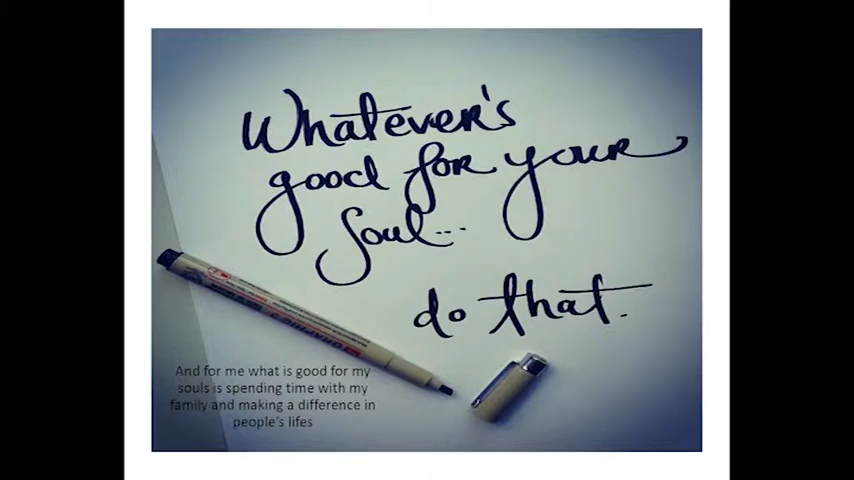 Whatever's
good for your
soul...
do that.
And for me what is good for my
souls is spending time with my
family and making a difference in
people's lifes